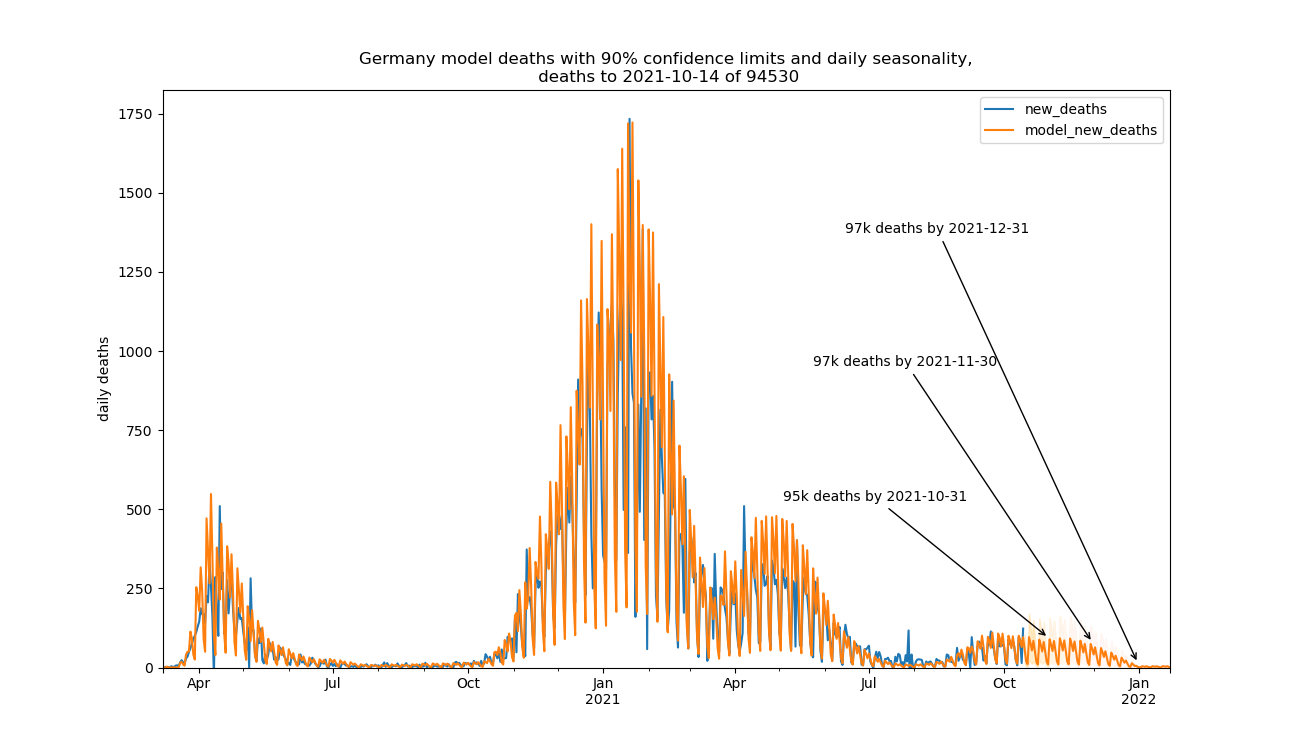 Germany model deaths with 90% confidence limits and daily seasonality,
deaths to 2021-10-14 of 94530
new_deaths
model_new_deaths
daily deaths
1750
1500
1250
1000
750
500
250
0
97k deaths by 2021-12-31
97k deaths by 2021-11-30
95k deaths by 2021-10-31
Apr Jul Oct Jan Apr Jul Oct Jan
2021 2022